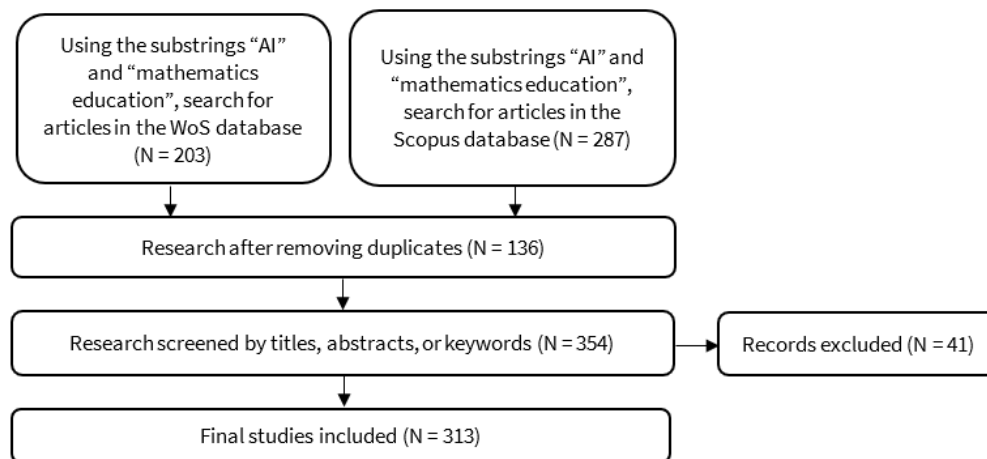 Using the substrings “AI”
and “mathematics
education”, search for
articles in the WoS database
(N = 203)
Using the substrings “AI” and
“mathematics education”,
search for articles in the
Scopus database (N = 287)
Research after removing duplicates (N = 136)
Research screened by titles, abstracts, or keywords (N = 354)
Records excluded (N = 41)
Final studies included (N = 313)